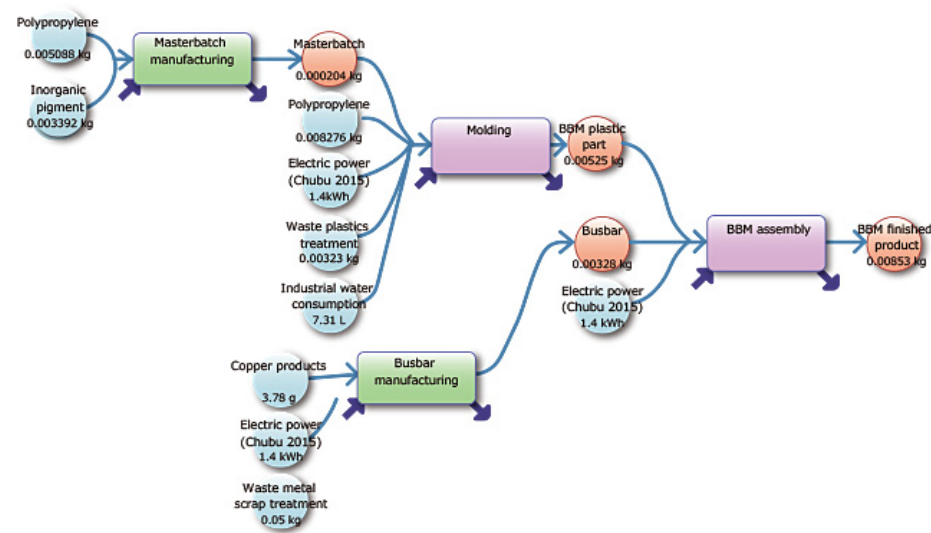 Polypropylene
0.005088 kg
Inorganic
pigment
0.003392 kg
Masterbatch
manufacturing
Masterbatch
0.000204 kg
Polypropylene
0.008276 kg
Electric power
(Chubu 2015)
1.4kWh
Waste plastics
treatment
0.00323 kg
Industrial water
consumption
7.31 L
Molding
BBM plastic
part
0.00525 kg
Busbar
0.00328 kg
Electric power
(Chubu 2015)
1.4 kWh
BBM assembly
BBM finished
product
0.00853 kg
Copper products
3.78 g
Electric power
(Chubu 2015)
1.4 kWh
Waste metal
scrap treatment
0.05 kg
Busbar
manufacturing